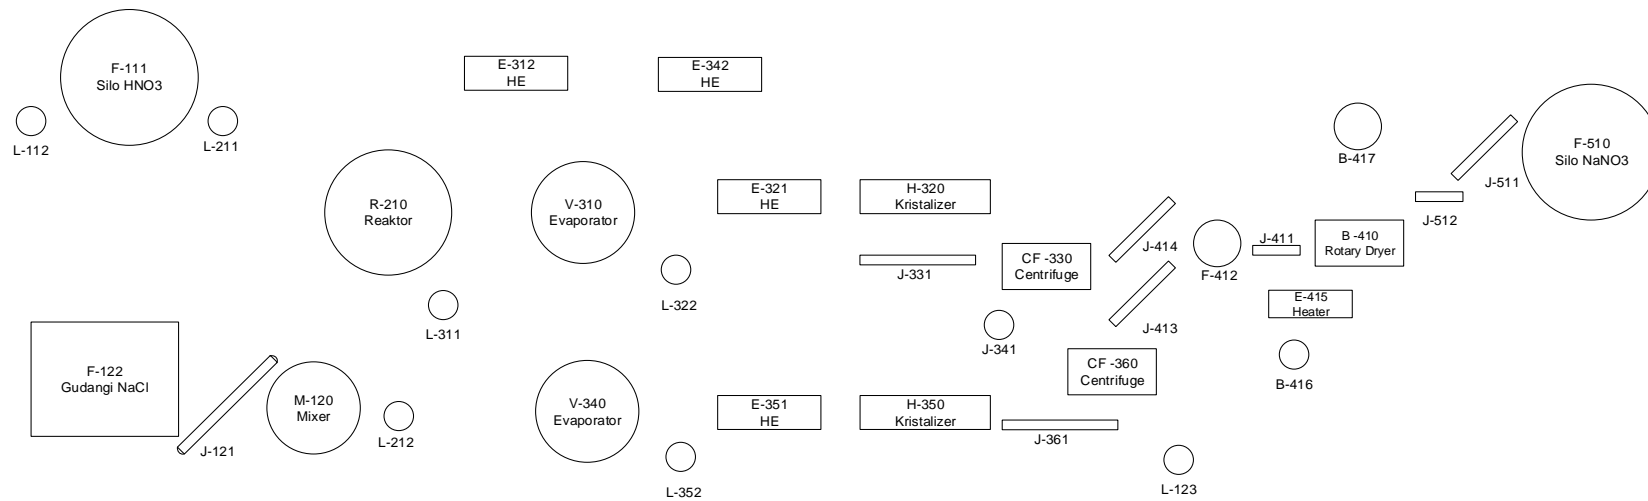 F-111
Silo HNO3
L-112
L-211
E-312
HE
E-342
HE
B-417
F-510
Silo NaNO3
J-511
J-512
R-210
Reaktor
V-310
Evaporator
E-321
HE
H-320
Kristalizer
J-331
CF -330
Centrifuge
J-414
F-412
J-411
B -410
Rotary Dryer
L-311
L-322
J-341
J-413
E-415
Heater
B-416
F-122
Gudangi NaCl
J-121
M-120
Mixer
L-212
V-340
Evaporator
L-352
E-351
HE
H-350
Kristalizer
CF -360
Centrifuge
J-361
L-123